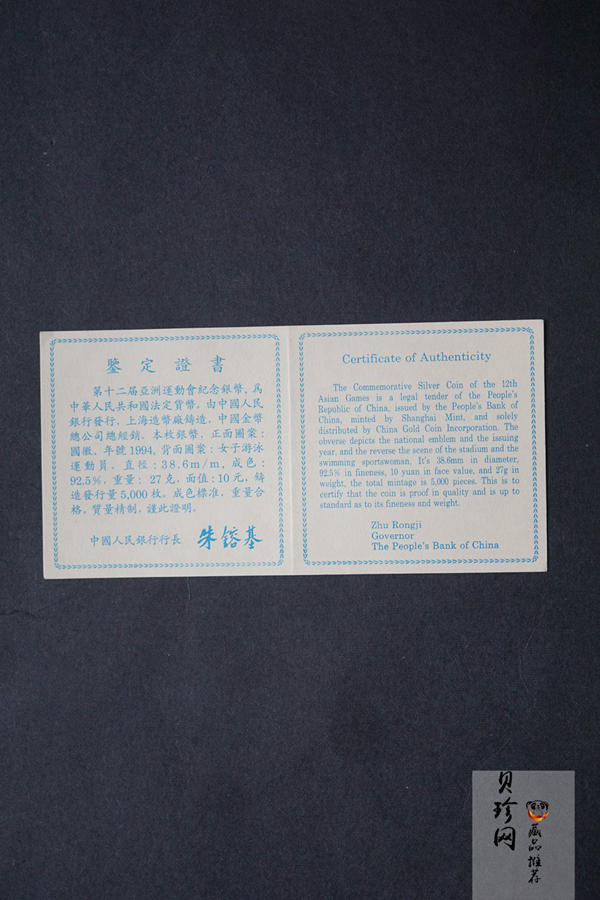 鑒定證書
第十二届亞洲運動會紀念銀幣，爲
中華人民共和國法定貨幣，由中國人民
銀行發行，上海造幣廠鑄造，中國金幣
總公司總經銷。本枚銀幣，正面圖案：
國徽、年號1994，背面圖案：女子游泳
運動員，直徑：38.6m/m，成色：
92.5%，重量：27克，面值：10元，鑄
造發行量5,000枚。成色標准，重量合
格，質量精制，謹此證明。
中國人民銀行行長 朱鎔基
Certificate of Authenticity
The Commemorative Silver Coin of the 12th
Asian Games is a legal tender of the People's
Republic of China, issued by the People's Bank of
China, minted by Shanghai Mint, and solely
distributed by China Gold Coin Incorporation. The
obverse depicts the national emblem and the issuing
year, and the reverse the scene of the stadium and the
swimming sportswoman, It's 38.6mm in diameter,
92.5% in fineness, 10 yuan in face value, and 27g in
weight, the total mintage is 5,000 pieces. This is to
certify that the coin is proof in quality and is up to
standard as to its fineness and weight.
Zhu Rongji
Governor
The People's Bank of China
贝珍网
藏品推荐